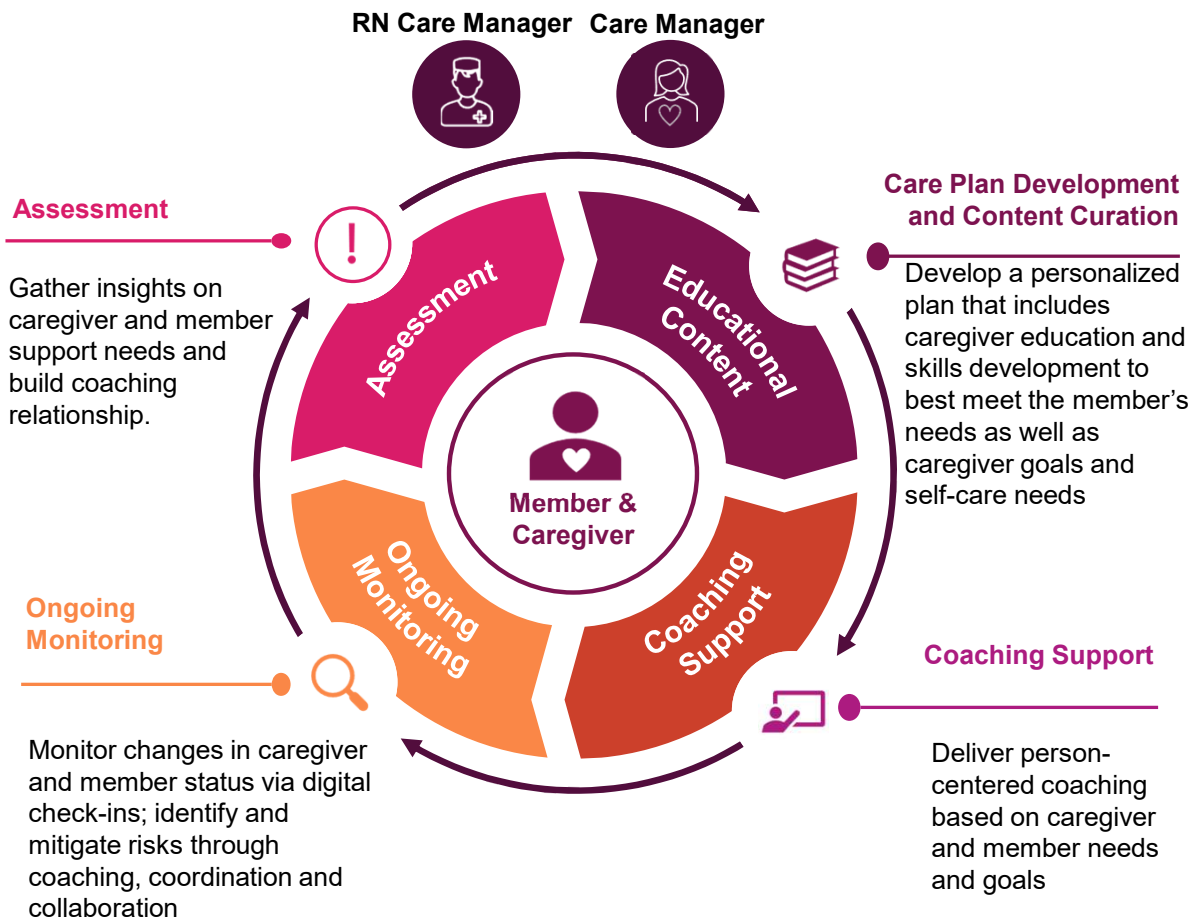 RN Care Manager
Care Manager
Assessment
Gather insights on
caregiver and member
support needs and
build coaching
relationship.
Care Plan Development
and Content Curation
Develop a personalized
plan that includes
caregiver education and
skills development to
best meet the member’s
needs as well as
caregiver goals and
self-care needs
Assessment
Educational
Content
Member &
Caregiver
Ongoing
Monitoring
Coaching
Support
Ongoing
Monitoring
Monitor changes in caregiver
and member status via digital
check-ins; identify and
mitigate risks through
coaching, coordination and
collaboration
Coaching Support
Deliver person-
centered coaching
based on caregiver
and member needs
and goals